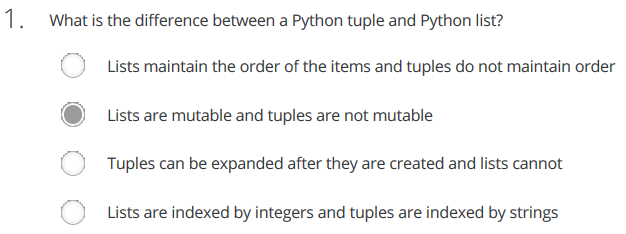 1. What is the difference between a Python tuple and Python list?
Lists maintain the order of the items and tuples do not maintain order
Lists are mutable and tuples are not mutable
Tuples can be expanded after they are created and lists cannot
Lists are indexed by integers and tuples are indexed by strings